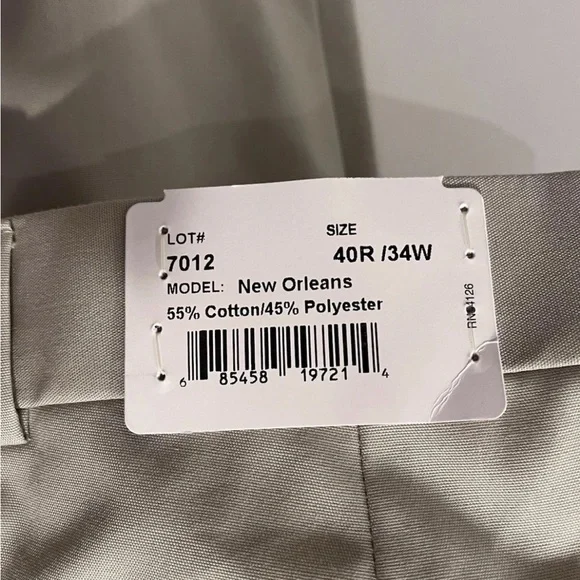 LOT# SIZE
7012 40R /34W
MODEL: New Orleans
55% Cotton/45% Polyester
6 85458 19721 4